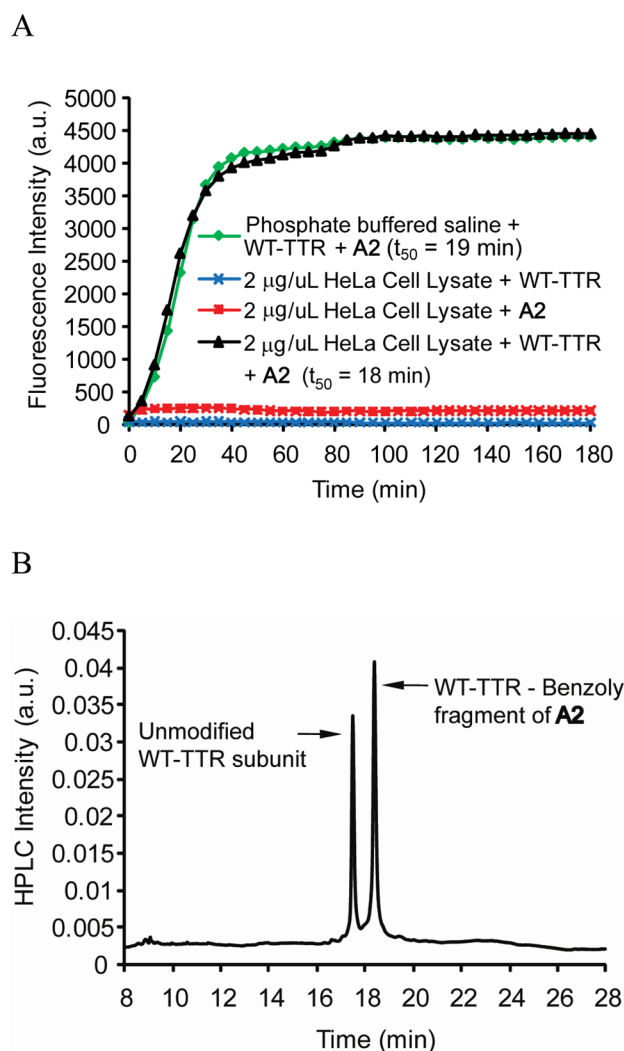 A
5000
4500
4000
3500
3000
2500
2000
1500
1000
500
0
Fluorescence Intensity (a.u.)
Phosphate buffered saline +
WT-TTR + A2 (t50 = 19 min)
2 µg/uL HeLa Cell Lysate + WT-TTR
2 µg/uL HeLa Cell Lysate + A2
2 µg/uL HeLa Cell Lysate + WT-TTR
+ A2 (t50 = 18 min)
0 20 40 60 80 100 120 140 160 180
Time (min)
B
0.045
0.04
0.035
0.03
0.025
0.02
0.015
0.01
0.005
0
HPLC Intensity (a.u.)
Unmodified
WT-TTR subunit
WT-TTR - Benzoly
fragment of A2
8 10 12 14 16 18 20 22 24 26 28
Time (min)